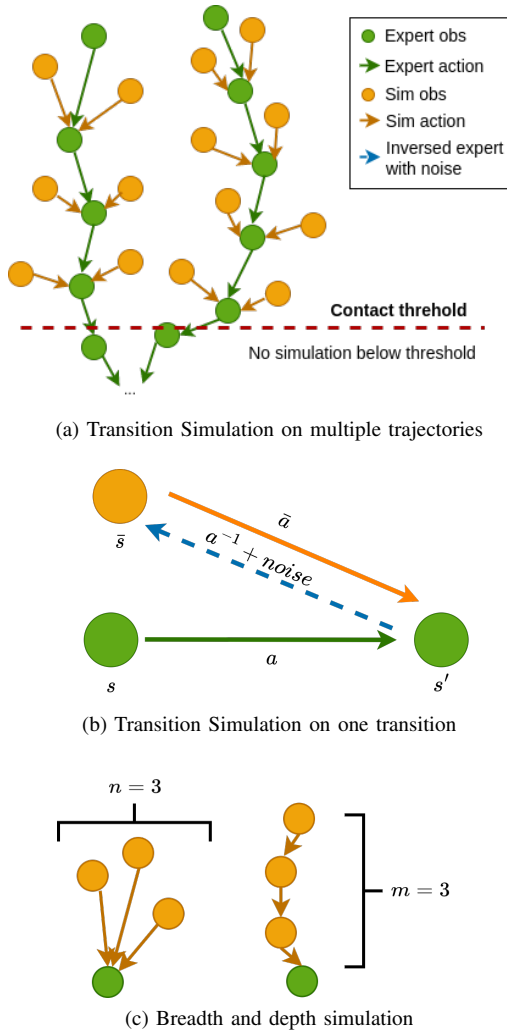 Expert obs
Expert action
Sim obs
Sim action
Inversed expert
with noise
Contact threhold
No simulation below threshold
...
(a) Transition Simulation on multiple trajectories
s̄
ā
a⁻¹ + noise
a
s
s′
(b) Transition Simulation on one transition
n = 3
m = 3
(c) Breadth and depth simulation